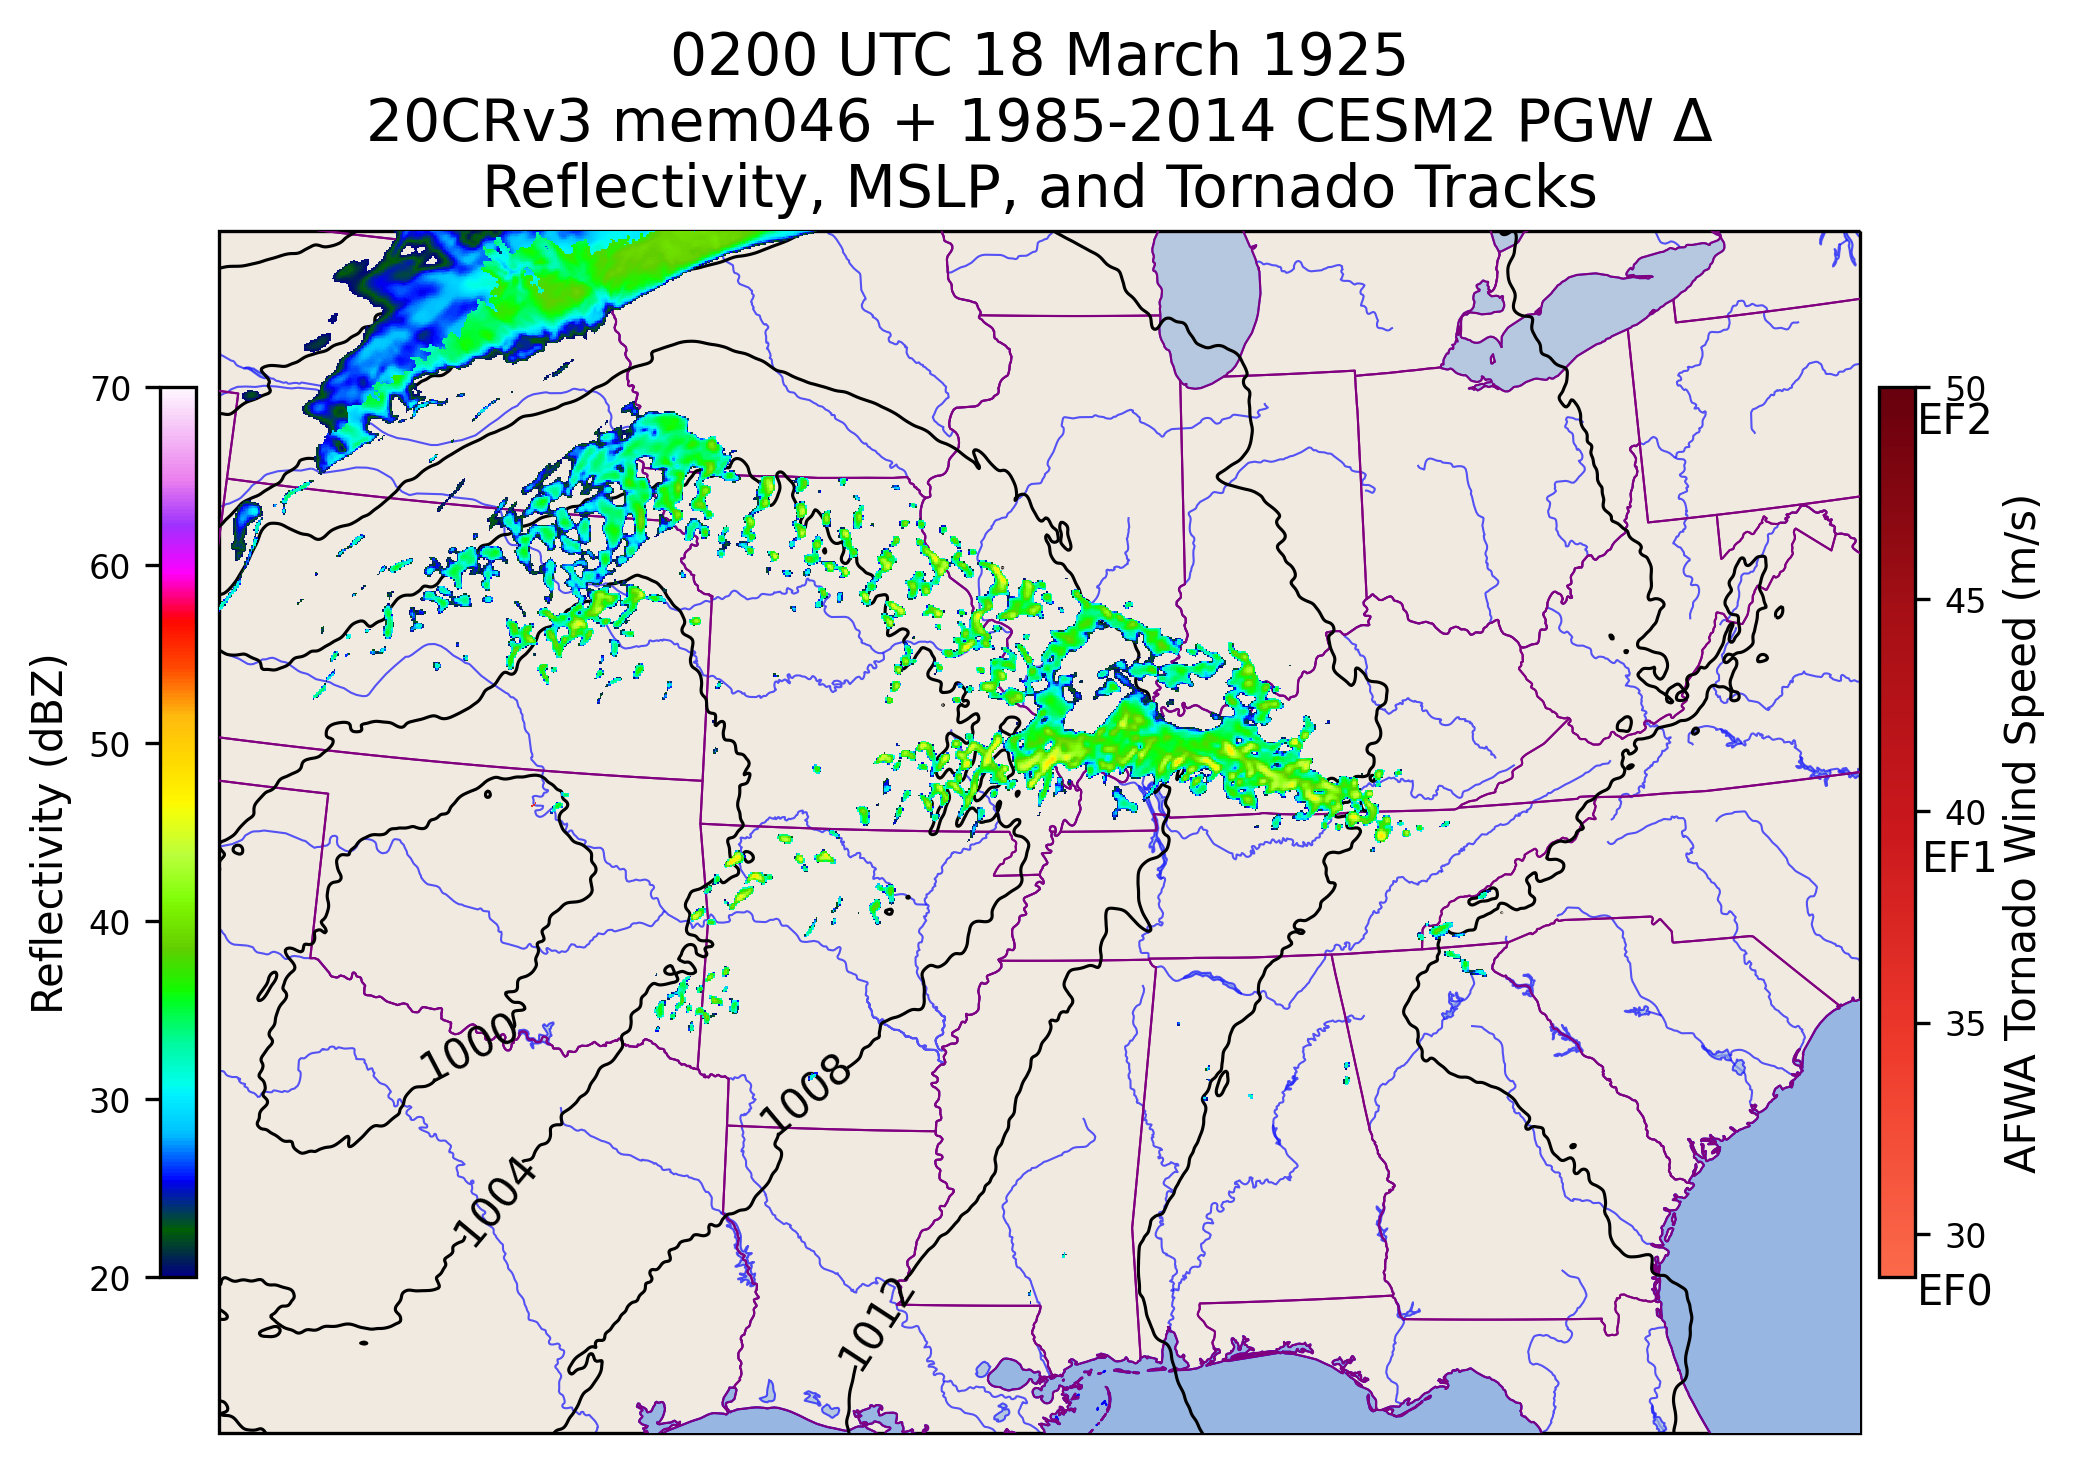 0200 UTC 18 March 1925
20CRv3 mem046 + 1985-2014 CESM2 PGW Δ
Reflectivity, MSLP, and Tornado Tracks
Reflectivity (dBZ)
70
60
50
40
30
20
1000
1004
1008
1012
50
EF2
45
40
EF1
35
30
EF0
AFWA Tornado Wind Speed (m/s)